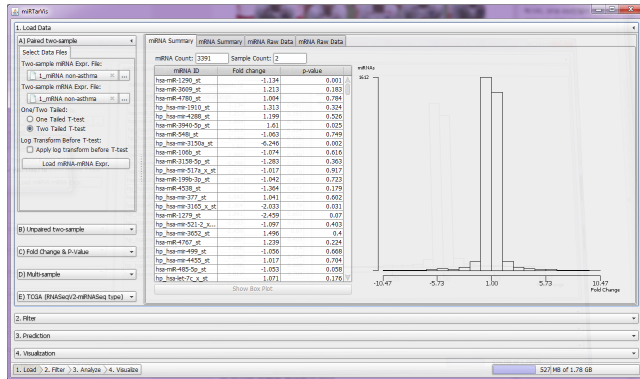 miRTarVis
1. Load Data
A) Paired two-sample
Select Data Files
Two-sample miRNA Expr. File:
1_miRNA non-asthma
...
Two-sample mRNA Expr. File:
1_mRNA non-asthma
...
One/Two Tailed:
One Tailed T-test
Two Tailed T-test
Log Transform Before T-test:
Apply log transform before T-test
Load miRNA-mRNA Expr.
B) Unpaired two-sample
C) Fold Change & P-Value
D) Multi-sample
E) TCGA (RNASeqV2-miRNASeq type)
miRNA Summary mRNA Summary miRNA Raw Data mRNA Raw Data
miRNA Count: 3391 Sample Count: 2
miRNA ID Fold change p-value
hsa-miR-1290_st -1.134 0.001
hsa-miR-3609_st 1.213 0.183
hsa-miR-4780_st 1.004 0.784
hp_hsa-mir-1910_st 1.313 0.324
hp_hsa-mir-4288_st 1.199 0.526
hsa-miR-3940-5p_st 1.61 0.025
hsa-miR-548i_st -1.063 0.749
hp_hsa-mir-3150a_st -6.246 0.002
hsa-miR-106b_st -1.074 0.616
hsa-miR-3158-5p_st -1.283 0.363
hp_hsa-mir-517a_x_st -1.017 0.917
hp_hsa-mir-199b-3p_st -1.042 0.723
hsa-miR-4538_st -1.364 0.179
hp_hsa-mir-377_st 1.041 0.602
hp_hsa-mir-3165_x_st -2.033 0.031
hsa-miR-1279_st -2.459 0.07
hp_hsa-mir-521-2_x... -1.097 0.403
hp_hsa-mir-3652_st 1.496 0.4
hsa-miR-4767_st 1.239 0.224
hp_hsa-mir-499_st -1.056 0.668
hp_hsa-mir-4455_st 1.017 0.704
hsa-miR-485-5p_st -1.053 0.058
hp_hsa-let-7c_x_st 1.071 0.176
Show Box Plot
miRNAs
1612
-10.47 -5.73 1.00 5.73 10.47
Fold Change
2. Filter
3. Prediction
4. Visualization
1. Load 2. Filter 3. Analyze 4. Visualize
527 MB of 1.78 GB